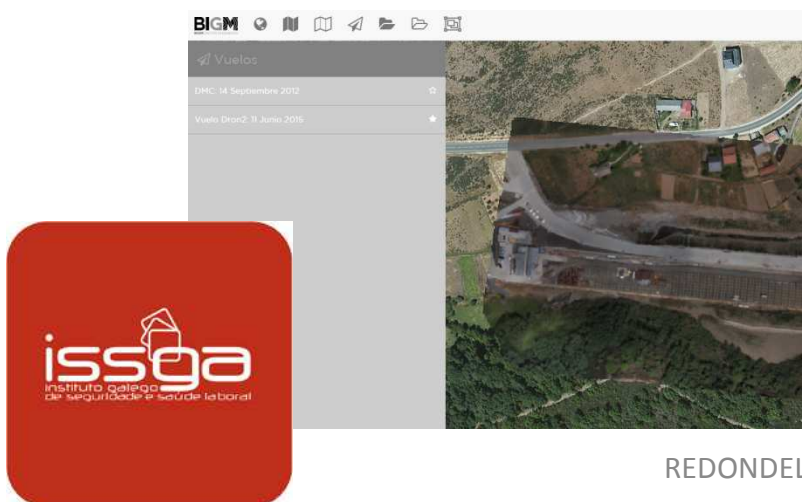 BIGM
Vuelos
DMC: 14 Septiembre 2012
Vuelo Dron2: 11 Junio 2015
issga
instituto galego
de seguridade e saúde laboral
REDONDEL